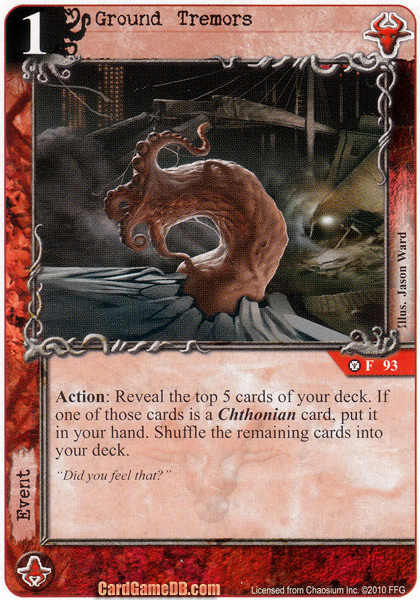 1
Ground Tremors
Illus. Jason Ward
F 93
Action: Reveal the top 5 cards of your deck. If
one of those cards is a Chthonian card, put it
in your hand. Shuffle the remaining cards into
your deck.
“Did you feel that?”
Event
CardGameDB.com
Licensed from Chaosium Inc. ©2010 FFG